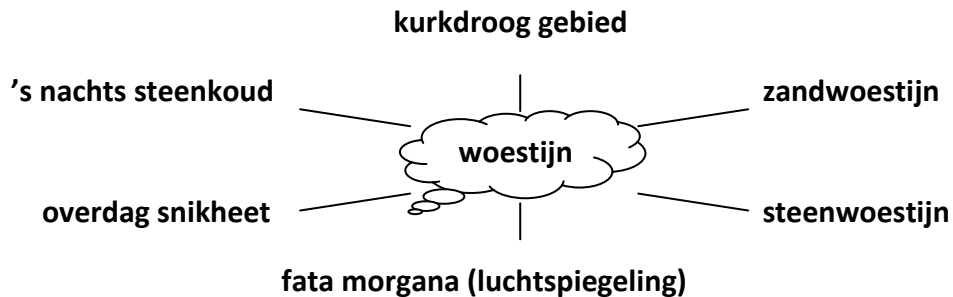 kurkdroog gebied
’s nachts steenkoud
zandwoestijn
woestijn
overdag snikheet
steenwoestijn
fata morgana (luchtspiegeling)